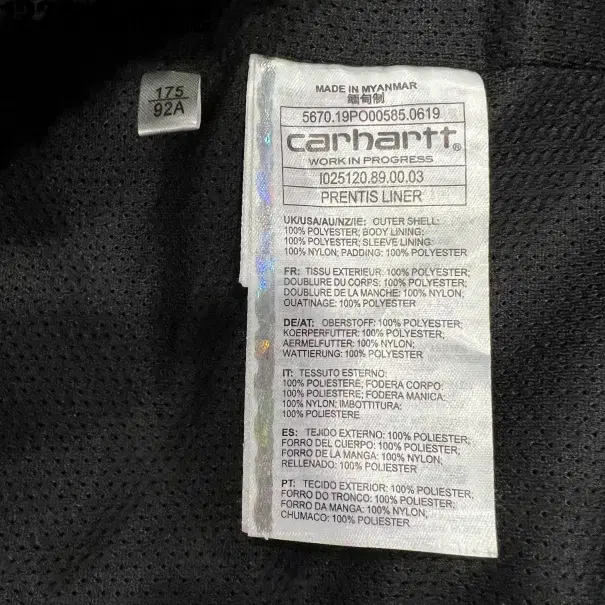 175
92A
MADE IN MYANMAR
緬甸制
5670.19PO00585.0619
carhartt®
WORK IN PROGRESS
I025120.89.00.03
PRENTIS LINER
UK/USA/AU/NZ/IE: OUTER SHELL:
100% POLYESTER; BODY LINING:
100% POLYESTER; SLEEVE LINING:
100% NYLON; PADDING: 100% POLYESTER
FR: TISSU EXTERIEUR: 100% POLYESTER;
DOUBLURE DU CORPS: 100% POLYESTER;
DOUBLURE DE LA MANCHE: 100% NYLON;
OUATINAGE: 100% POLYESTER
DE/AT: OBERSTOFF: 100% POLYESTER;
KOERPERFUTTER: 100% POLYESTER;
AERMELFUTTER: 100% NYLON;
WATTIERUNG: 100% POLYESTER
IT: TESSUTO ESTERNO:
100% POLIESTERE; FODERA CORPO:
100% POLIESTERE; FODERA MANICA:
100% NYLON; IMBOTTITURA:
100% POLIESTERE
ES: TEJIDO EXTERNO: 100% POLIESTER;
FORRO DEL CUERPO: 100% POLIESTER;
FORRO DE LA MANGA: 100% NYLON;
RELLENADO: 100% POLIESTER
PT: TECIDO EXTERIOR: 100% POLIESTER;
FORRO DO TRONCO: 100% POLIESTER;
FORRO DA MANGA: 100% NYLON;
CHUMACO: 100% POLIESTER